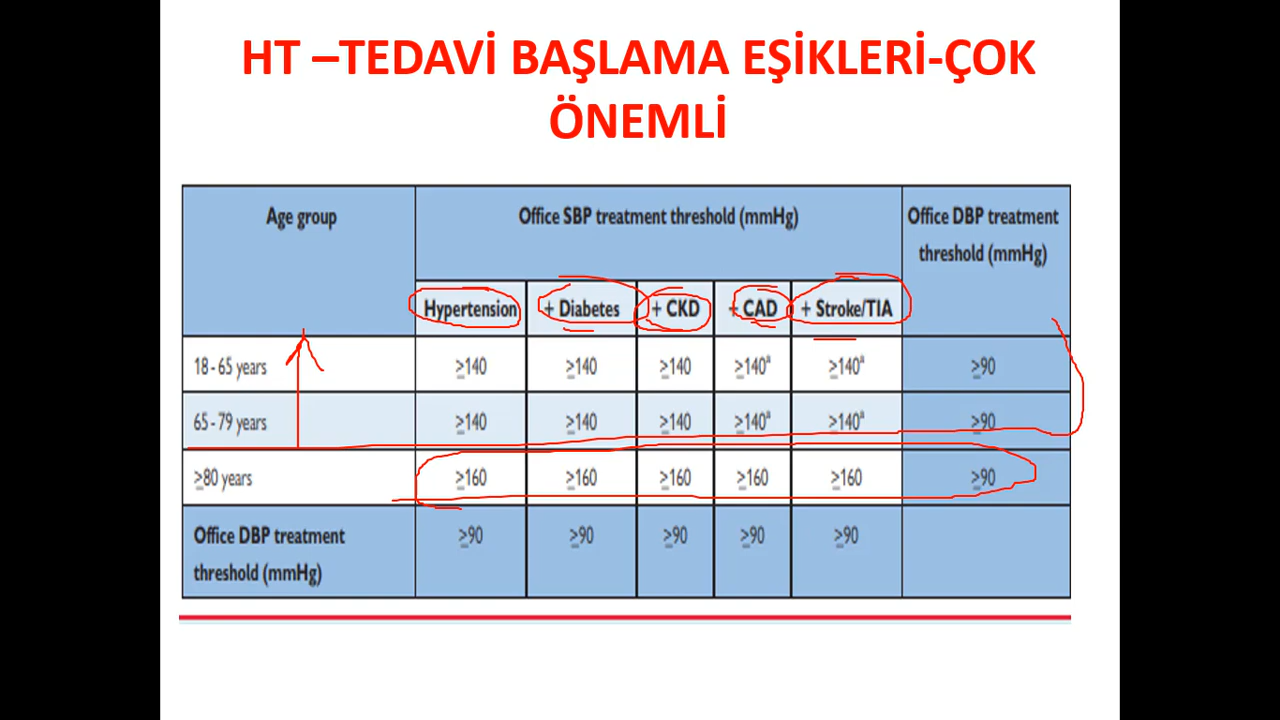 HT –TEDAVİ BAŞLAMA EŞİKLERİ-ÇOK
ÖNEMLİ
Age group
Office SBP treatment threshold (mmHg)
Office DBP treatment
threshold (mmHg)
Hypertension + Diabetes + CKD + CAD + Stroke/TIA
18 - 65 years ≥140 ≥140 ≥140 ≥140ª ≥140ª ≥90
65 - 79 years ≥140 ≥140 ≥140 ≥140ª ≥140ª ≥90
≥80 years ≥160 ≥160 ≥160 ≥160 ≥160 ≥90
Office DBP treatment
threshold (mmHg)
≥90 ≥90 ≥90 ≥90 ≥90